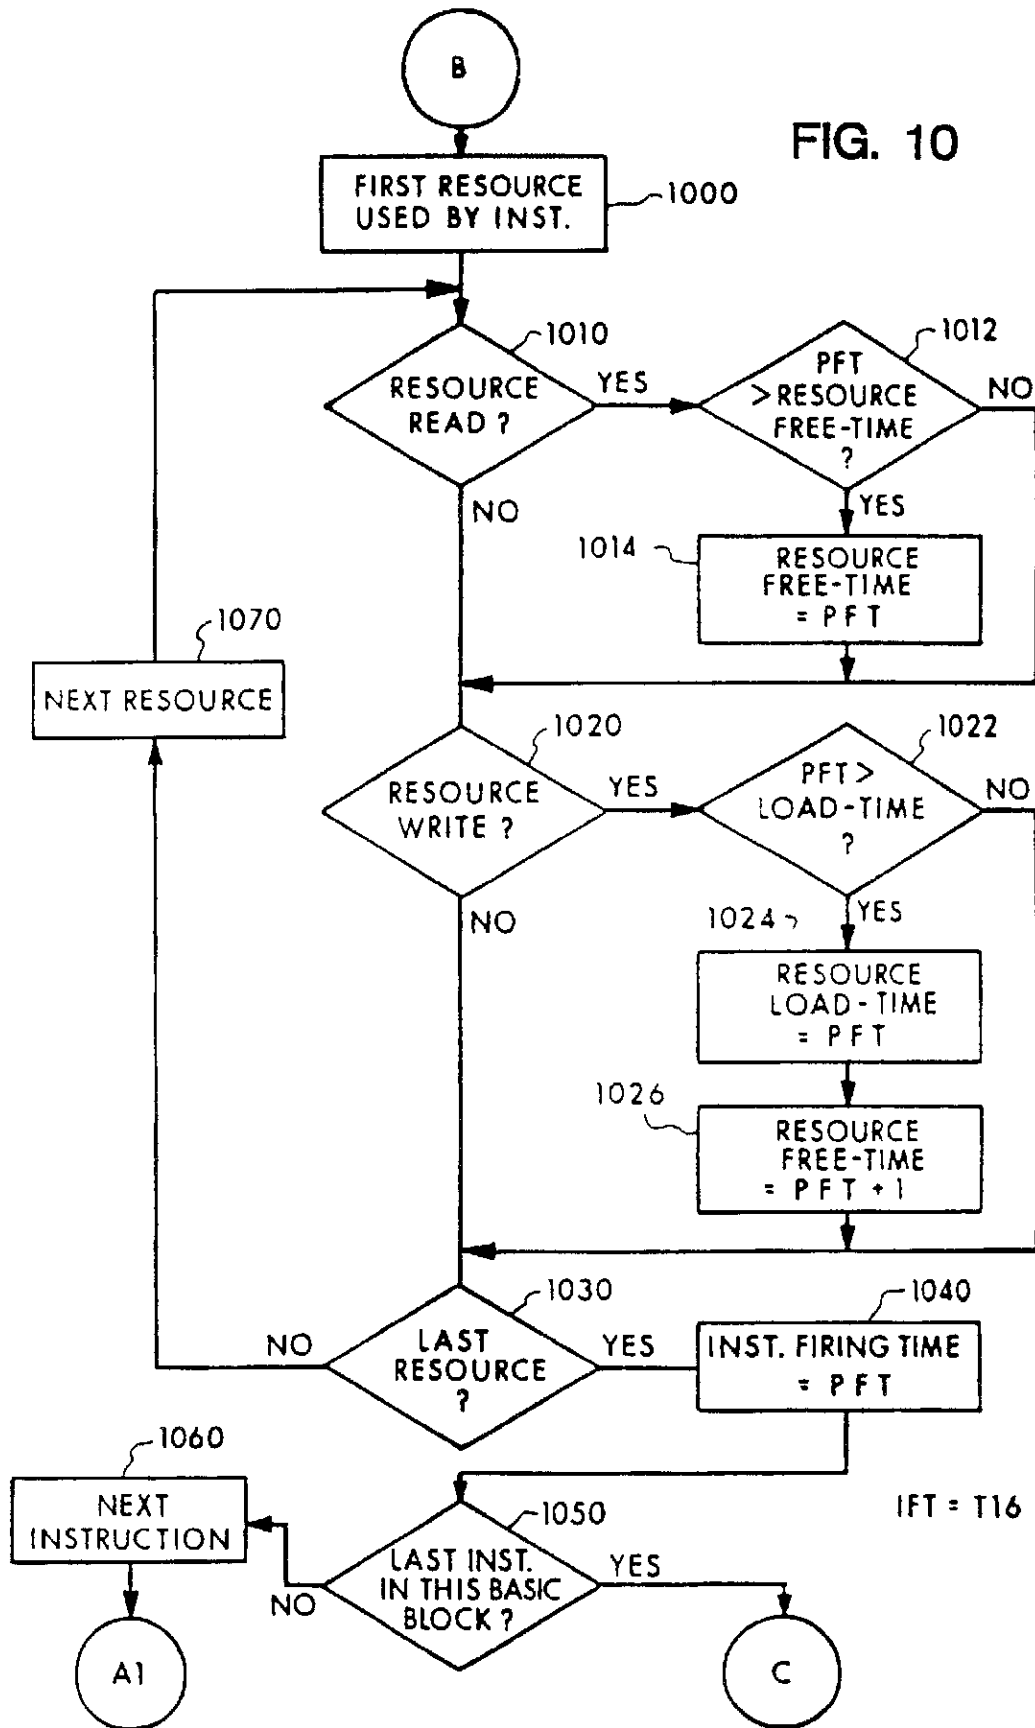 B
FIG. 10
FIRST RESOURCE
USED BY INST.
1000
1010
RESOURCE
READ ?
YES
NO
1012
PFT
> RESOURCE
FREE-TIME
?
NO
YES
1014
RESOURCE
FREE-TIME
= PFT
1070
NEXT RESOURCE
1020
RESOURCE
WRITE ?
YES
NO
1022
PFT >
LOAD-TIME
?
NO
YES
1024
RESOURCE
LOAD-TIME
= PFT
1026
RESOURCE
FREE-TIME
= PFT + 1
1030
LAST
RESOURCE
?
NO
YES
1040
INST. FIRING TIME
= PFT
1060
NEXT
INSTRUCTION
1050
LAST INST.
IN THIS BASIC
BLOCK ?
NO
YES
IFT = T16
A1
C